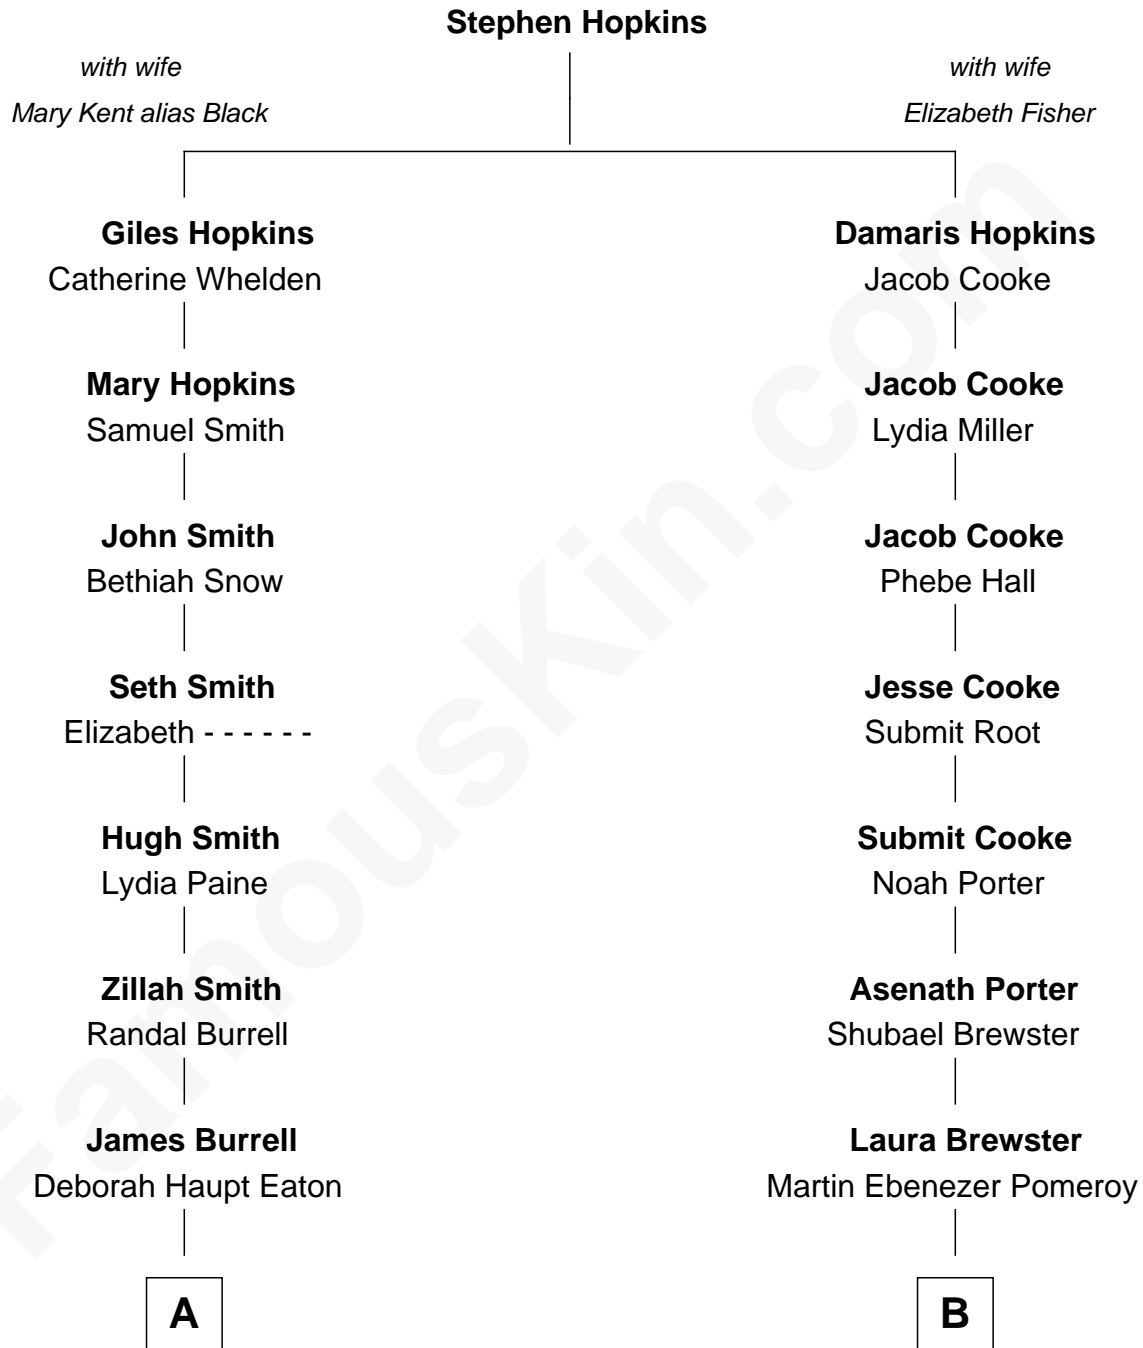 Stephen Hopkins
with wife
Mary Kent alias Black
with wife
Elizabeth Fisher
Giles Hopkins
Catherine Whelden
Damaris Hopkins
Jacob Cooke
Mary Hopkins
Samuel Smith
Jacob Cooke
Lydia Miller
John Smith
Bethiah Snow
Jacob Cooke
Phebe Hall
Seth Smith
Elizabeth - - - - - -
Jesse Cooke
Submit Root
Hugh Smith
Lydia Paine
Submit Cooke
Noah Porter
Zillah Smith
Randal Burrell
Asenath Porter
Shubael Brewster
James Burrell
Deborah Haupt Eaton
Laura Brewster
Martin Ebenezer Pomeroy
A
B
FamousKin.com